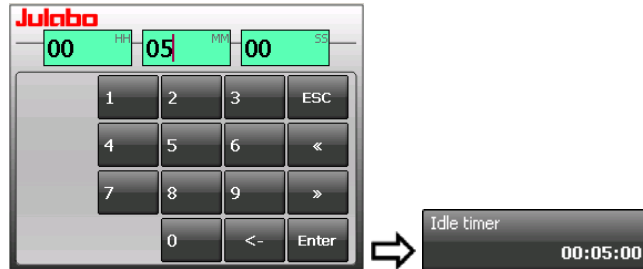 Julabo
00 HH 05 MM 00 SS
1 2 3 ESC
4 5 6 «
7 8 9 »
0 <- Enter
Idle timer
00:05:00